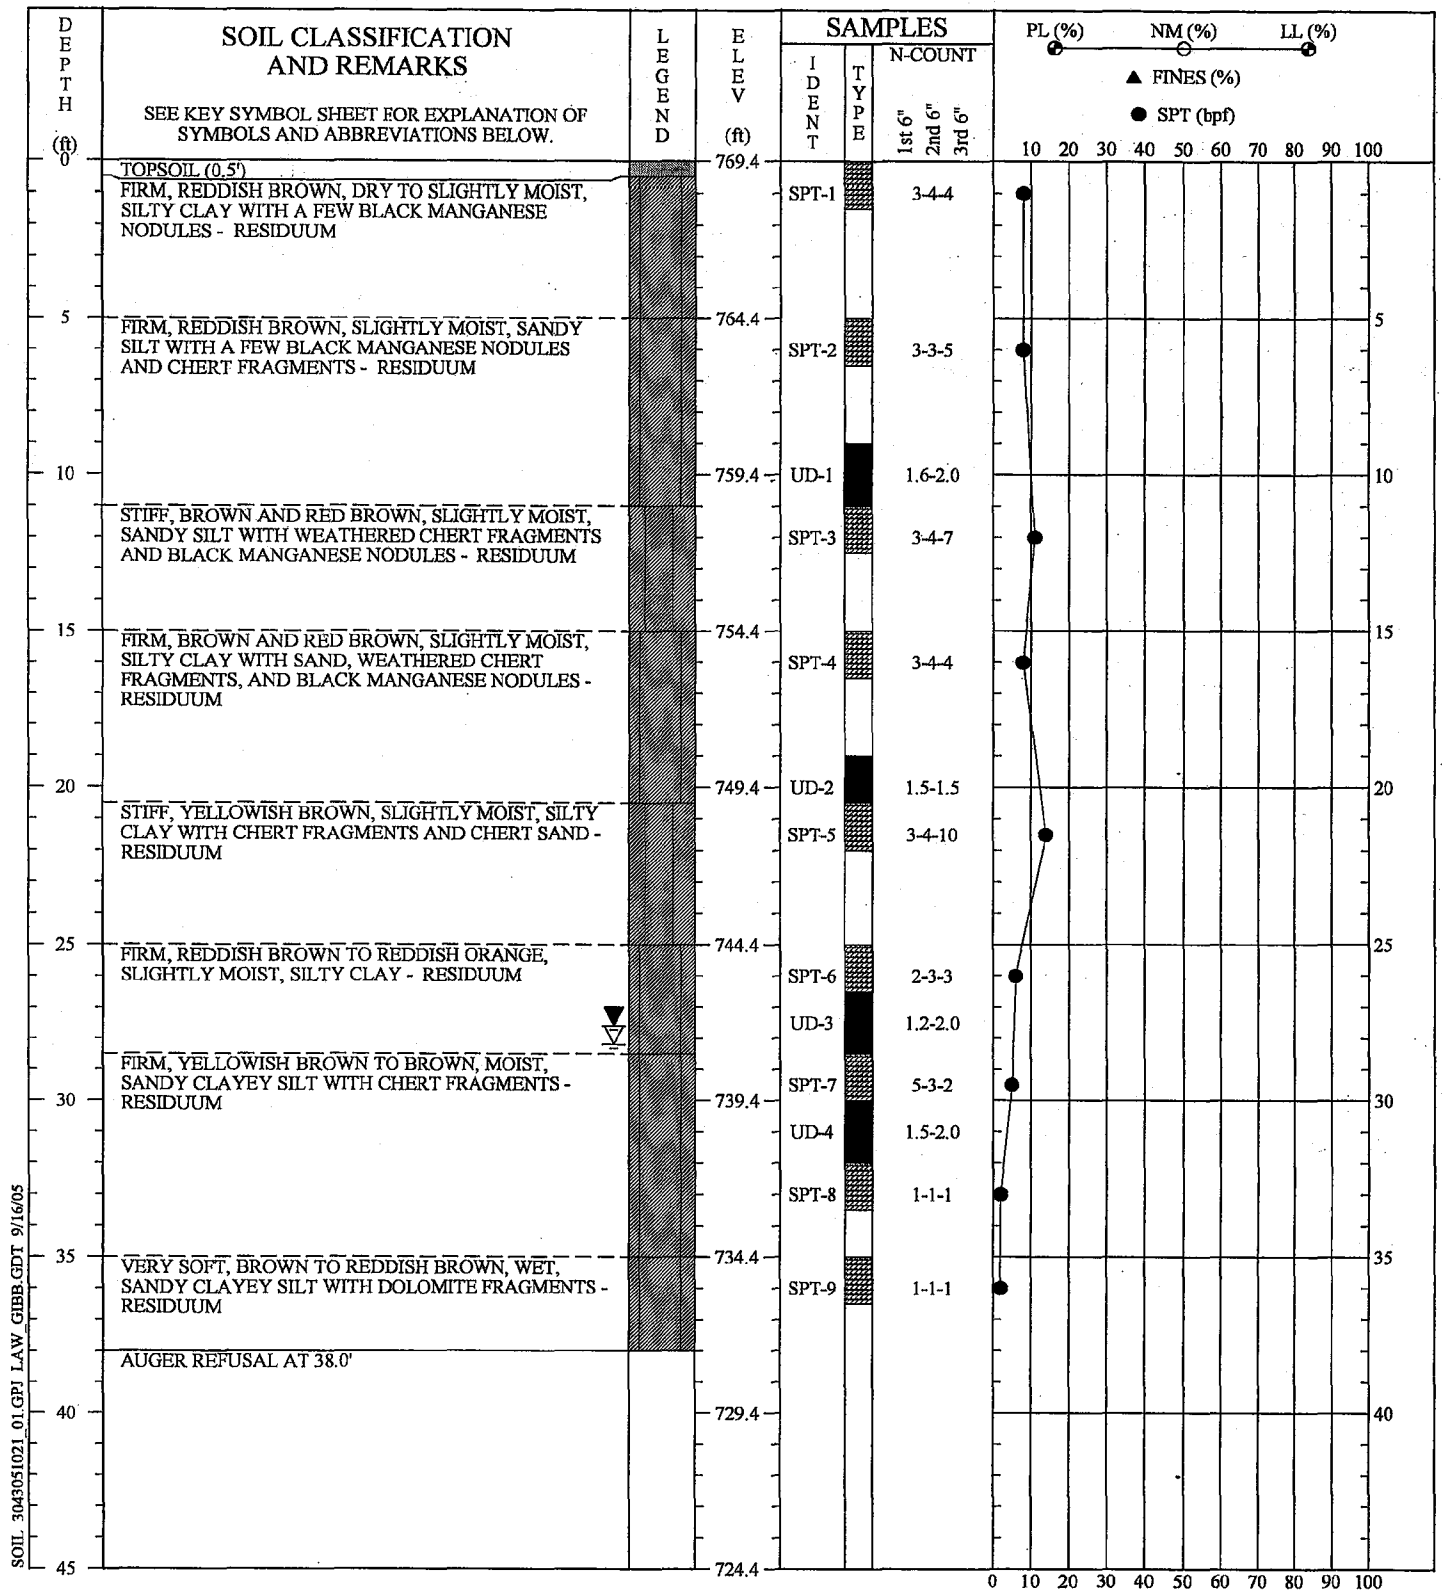 DEPTH
(ft)
SOIL CLASSIFICATION
AND REMARKS
SEE KEY SYMBOL SHEET FOR EXPLANATION OF
SYMBOLS AND ABBREVIATIONS BELOW.
LEGEND
ELEV
(ft)
SAMPLES
IDENT
TYPE
N-COUNT
1st 6"
2nd 6"
3rd 6"
PL (%) NM (%) LL (%)
▲ FINES (%)
● SPT (bpf)
10 20 30 40 50 60 70 80 90 100
0 769.4
TOPSOIL (0.5')
FIRM, REDDISH BROWN, DRY TO SLIGHTLY MOIST,
SILTY CLAY WITH A FEW BLACK MANGANESE
NODULES - RESIDUUM
SPT-1 3-4-4
5 764.4 5
FIRM, REDDISH BROWN, SLIGHTLY MOIST, SANDY
SILT WITH A FEW BLACK MANGANESE NODULES
AND CHERT FRAGMENTS - RESIDUUM
SPT-2 3-3-5
10 759.4 UD-1 1.6-2.0 10
STIFF, BROWN AND RED BROWN, SLIGHTLY MOIST,
SANDY SILT WITH WEATHERED CHERT FRAGMENTS
AND BLACK MANGANESE NODULES - RESIDUUM
SPT-3 3-4-7
15 754.4 15
FIRM, BROWN AND RED BROWN, SLIGHTLY MOIST,
SILTY CLAY WITH SAND, WEATHERED CHERT
FRAGMENTS, AND BLACK MANGANESE NODULES -
RESIDUUM
SPT-4 3-4-4
20 749.4 UD-2 1.5-1.5 20
STIFF, YELLOWISH BROWN, SLIGHTLY MOIST, SILTY
CLAY WITH CHERT FRAGMENTS AND CHERT SAND -
RESIDUUM
SPT-5 3-4-10
25 744.4 25
FIRM, REDDISH BROWN TO REDDISH ORANGE,
SLIGHTLY MOIST, SILTY CLAY - RESIDUUM
SPT-6 2-3-3
UD-3 1.2-2.0
FIRM, YELLOWISH BROWN TO BROWN, MOIST,
SANDY CLAYEY SILT WITH CHERT FRAGMENTS -
RESIDUUM
SPT-7 5-3-2
30 739.4 30
UD-4 1.5-2.0
SPT-8 1-1-1
35 734.4 35
VERY SOFT, BROWN TO REDDISH BROWN, WET,
SANDY CLAYEY SILT WITH DOLOMITE FRAGMENTS -
RESIDUUM
SPT-9 1-1-1
AUGER REFUSAL AT 38.0'
40 729.4 40
45 724.4
0 10 20 30 40 50 60 70 80 90 100
SOIL 3043051021_01.GPJ LAW_GIBB.GDT 9/16/05